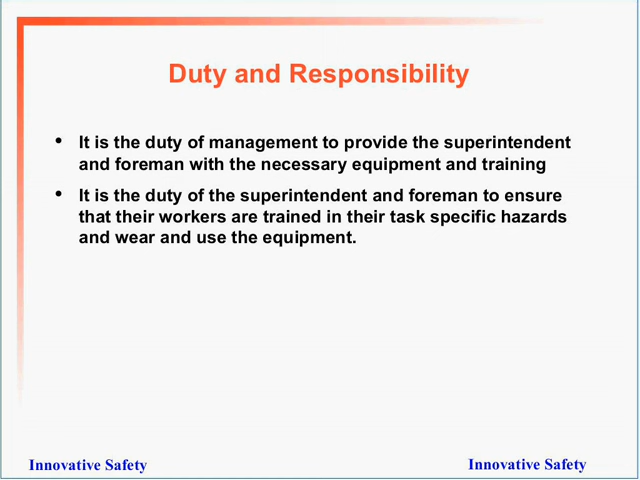 Duty and Responsibility
• It is the duty of management to provide the superintendent
and foreman with the necessary equipment and training
• It is the duty of the superintendent and foreman to ensure
that their workers are trained in their task specific hazards
and wear and use the equipment.
Innovative Safety
Innovative Safety